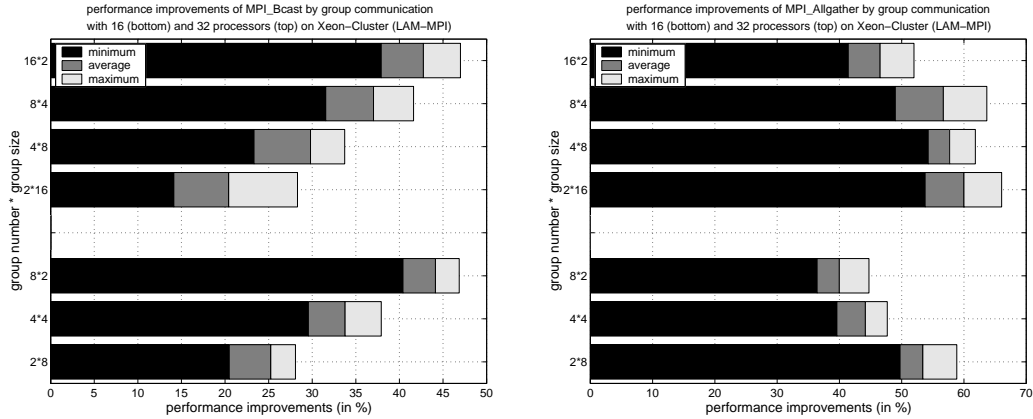 performance improvements of MPI_Bcast by group communication
with 16 (bottom) and 32 processors (top) on Xeon−Cluster (LAM−MPI)
minimum
average
maximum
16*2
8*4
4*8
2*16
8*2
4*4
2*8
group number * group size
0 5 10 15 20 25 30 35 40 45 50
performance improvements (in %)
performance improvements of MPI_Allgather by group communication
with 16 (bottom) and 32 processors (top) on Xeon−Cluster (LAM−MPI)
minimum
average
maximum
16*2
8*4
4*8
2*16
8*2
4*4
2*8
group number * group size
0 10 20 30 40 50 60 70
performance improvements (in %)